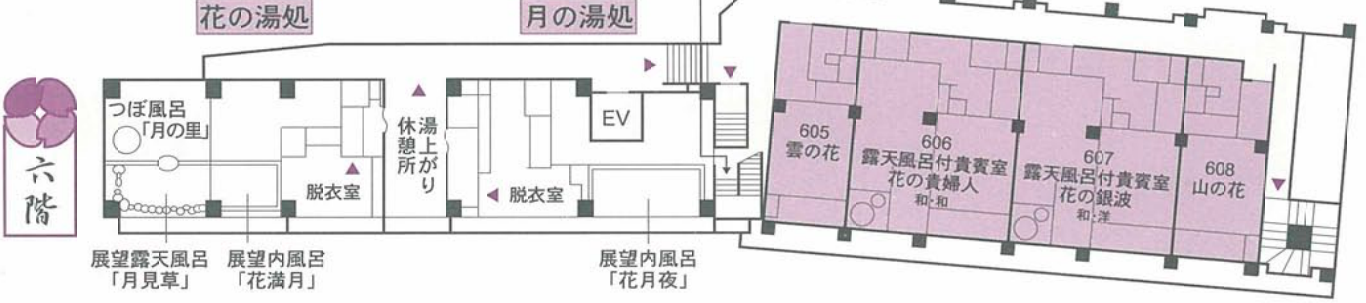 花の湯処
月の湯処
六階
つぼ風呂
「月の里」
湯上がり
休憩所
EV
脱衣室
脱衣室
展望露天風呂
「月見草」
展望内風呂
「花満月」
展望内風呂
「花月夜」
605
雲の花
606
露天風呂付貴賓室
花の貴婦人
和・和
607
露天風呂付貴賓室
花の銀波
和・洋
608
山の花